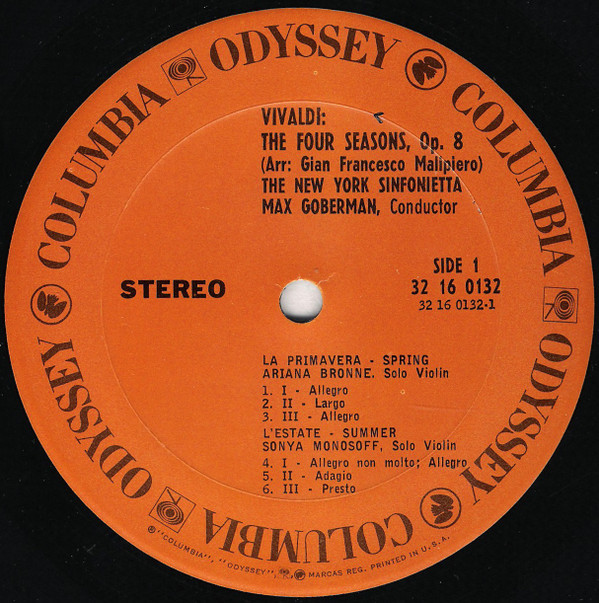 COLUMBIA ODYSSEY COLUMBIA ODYSSEY COLUMBIA ODYSSEY
VIVALDI:
THE FOUR SEASONS, Op. 8
(Arr: Gian Francesco Malipiero)
THE NEW YORK SINFONIETTA
MAX GOBERMAN, Conductor
STEREO
SIDE 1
32 16 0132
32 16 0132-1
LA PRIMAVERA - SPRING
ARIANA BRONNE, Solo Violin
1. I - Allegro
2. II - Largo
3. III - Allegro
L'ESTATE - SUMMER
SONYA MONOSOFF, Solo Violin
4. I - Allegro non molto; Allegro
5. II - Adagio
6. III - Presto
℗ "COLUMBIA", "ODYSSEY", MARCAS REG. PRINTED IN U.S.A.